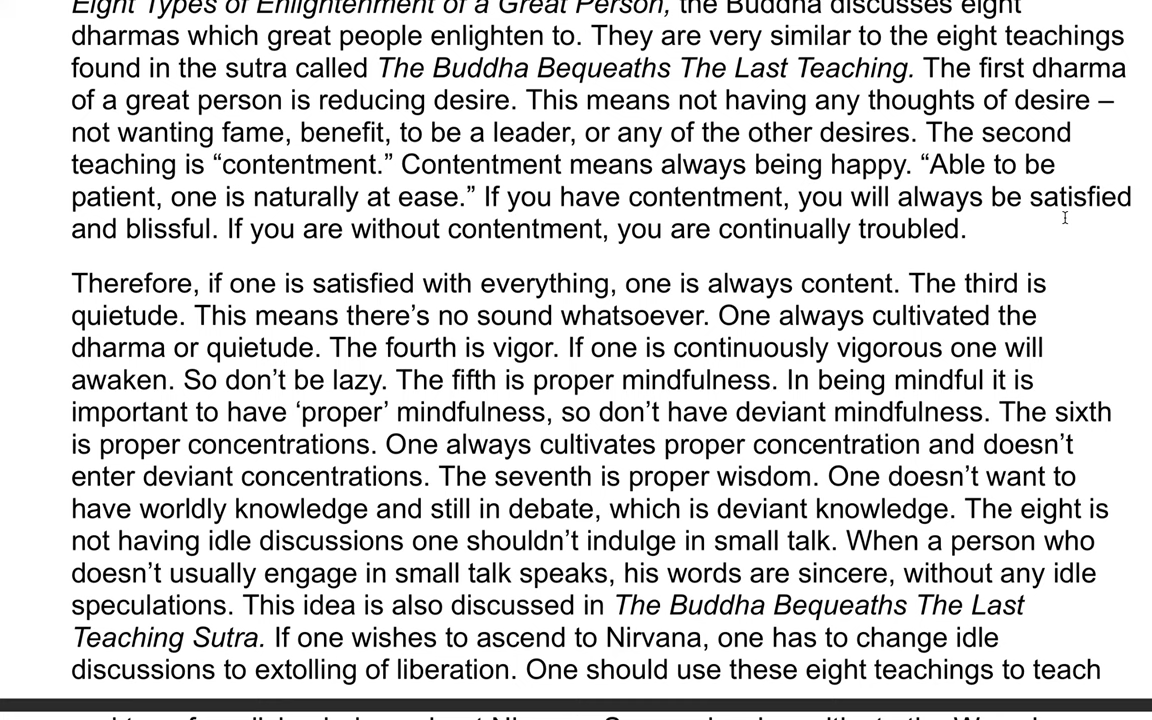 Eight Types of Enlightenment of a Great Person, the Buddha discusses eight
dharmas which great people enlighten to. They are very similar to the eight teachings
found in the sutra called The Buddha Bequeaths The Last Teaching. The first dharma
of a great person is reducing desire. This means not having any thoughts of desire –
not wanting fame, benefit, to be a leader, or any of the other desires. The second
teaching is “contentment.” Contentment means always being happy. “Able to be
patient, one is naturally at ease.” If you have contentment, you will always be satisfied
and blissful. If you are without contentment, you are continually troubled.
Therefore, if one is satisfied with everything, one is always content. The third is
quietude. This means there’s no sound whatsoever. One always cultivated the
dharma or quietude. The fourth is vigor. If one is continuously vigorous one will
awaken. So don’t be lazy. The fifth is proper mindfulness. In being mindful it is
important to have ‘proper’ mindfulness, so don’t have deviant mindfulness. The sixth
is proper concentrations. One always cultivates proper concentration and doesn’t
enter deviant concentrations. The seventh is proper wisdom. One doesn’t want to
have worldly knowledge and still in debate, which is deviant knowledge. The eight is
not having idle discussions one shouldn’t indulge in small talk. When a person who
doesn’t usually engage in small talk speaks, his words are sincere, without any idle
speculations. This idea is also discussed in The Buddha Bequeaths The Last
Teaching Sutra. If one wishes to ascend to Nirvana, one has to change idle
discussions to extolling of liberation. One should use these eight teachings to teach